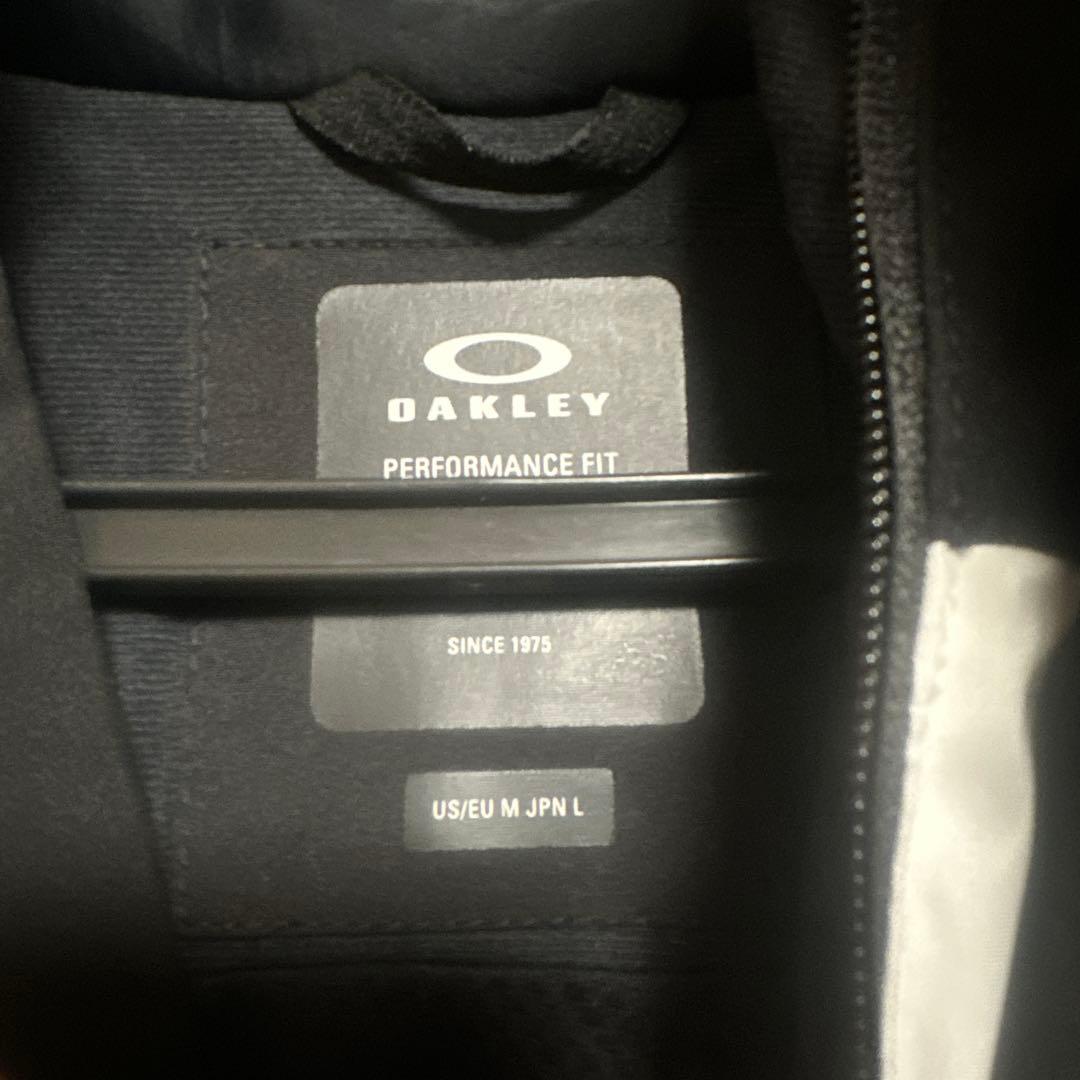 OAKLEY
PERFORMANCE FIT
SINCE 1975
US/EU M JPN L